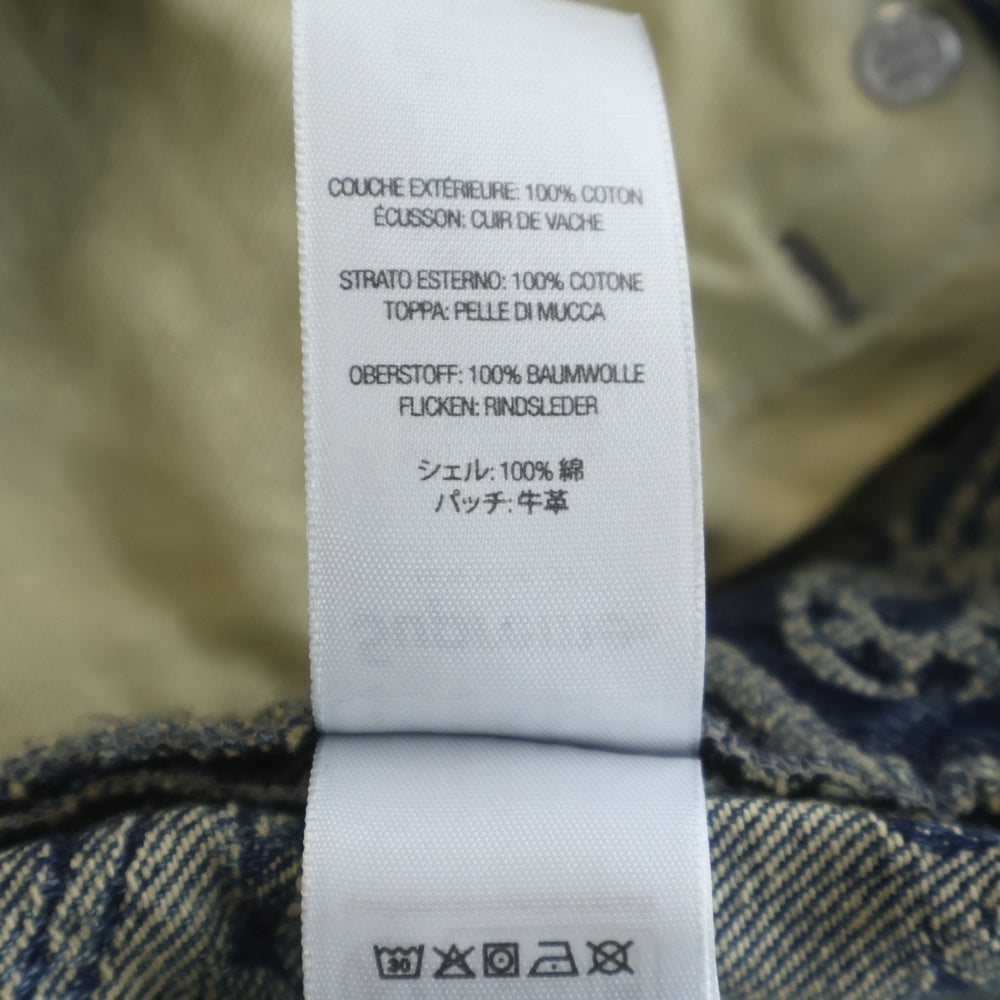 COUCHE EXTÉRIEURE: 100% COTON
ÉCUSSON: CUIR DE VACHE
STRATO ESTERNO: 100% COTONE
TOPPA: PELLE DI MUCCA
OBERSTOFF: 100% BAUMWOLLE
FLICKEN: RINDSLEDER
シェル: 100% 綿
パッチ: 牛革
30